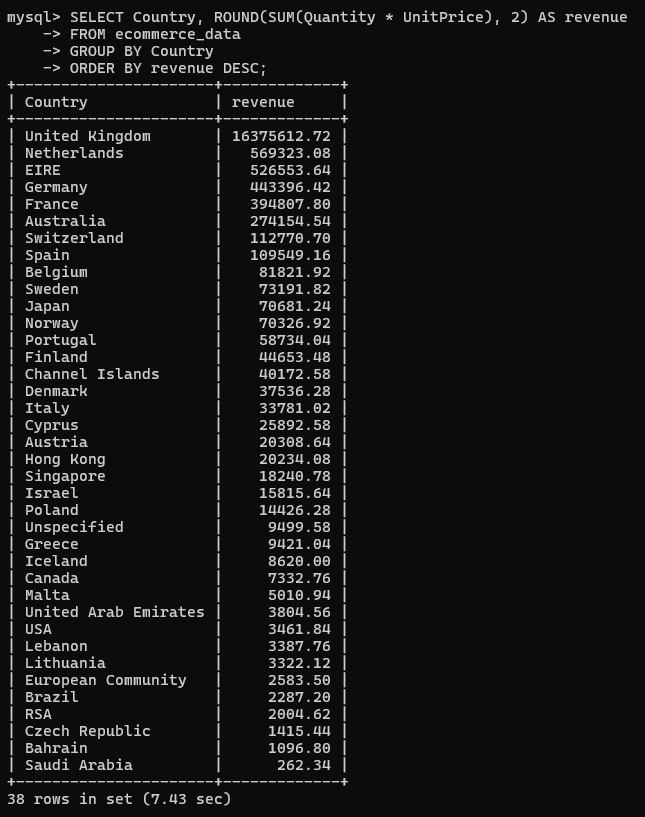 mysql> SELECT Country, ROUND(SUM(Quantity * UnitPrice), 2) AS revenue
    -> FROM ecommerce_data
    -> GROUP BY Country
    -> ORDER BY revenue DESC;
+----------------------+-------------+
| Country              | revenue     |
+----------------------+-------------+
| United Kingdom       | 16375612.72 |
| Netherlands          |   569323.08 |
| EIRE                 |   526553.64 |
| Germany              |   443396.42 |
| France               |   394807.80 |
| Australia            |   274154.54 |
| Switzerland          |   112770.70 |
| Spain                |   109549.16 |
| Belgium              |    81821.92 |
| Sweden               |    73191.82 |
| Japan                |    70681.24 |
| Norway               |    70326.92 |
| Portugal             |    58734.04 |
| Finland              |    44653.48 |
| Channel Islands      |    40172.58 |
| Denmark              |    37536.28 |
| Italy                |    33781.02 |
| Cyprus               |    25892.58 |
| Austria              |    20308.64 |
| Hong Kong            |    20234.08 |
| Singapore            |    18240.78 |
| Israel               |    15815.64 |
| Poland               |    14426.28 |
| Unspecified          |     9499.58 |
| Greece               |     9421.04 |
| Iceland              |     8620.00 |
| Canada               |     7332.76 |
| Malta                |     5010.94 |
| United Arab Emirates |     3804.56 |
| USA                  |     3461.84 |
| Lebanon              |     3387.76 |
| Lithuania            |     3322.12 |
| European Community   |     2583.50 |
| Brazil               |     2287.20 |
| RSA                  |     2004.62 |
| Czech Republic       |     1415.44 |
| Bahrain              |     1096.80 |
| Saudi Arabia         |      262.34 |
+----------------------+-------------+
38 rows in set (7.43 sec)